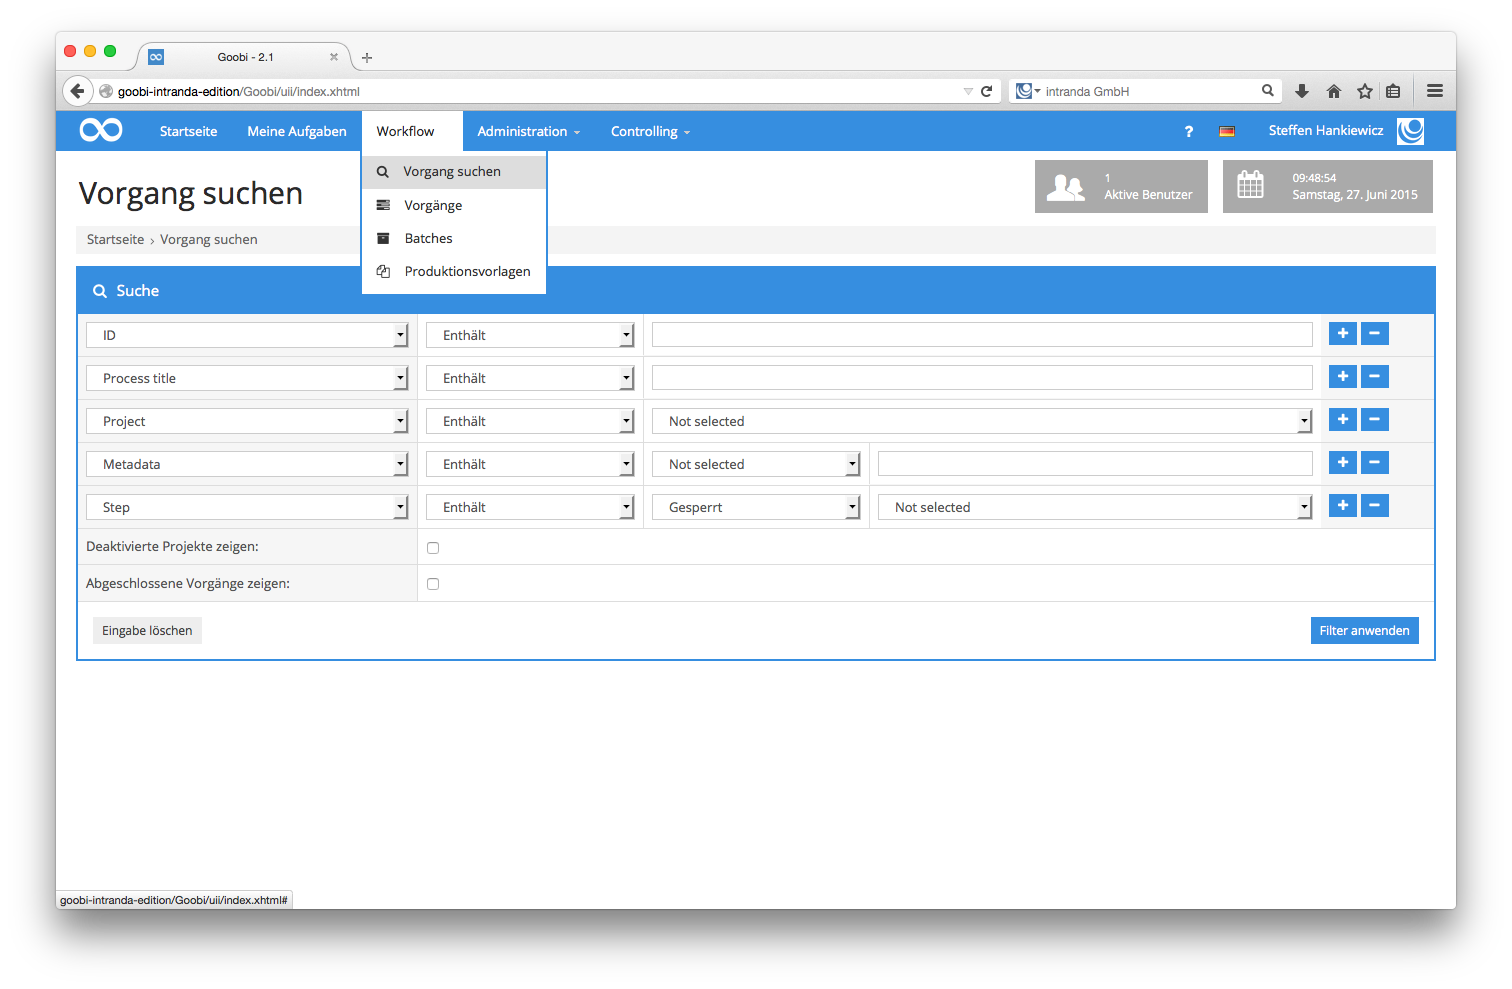 Goobi - 2.1
goobi-intranda-edition/Goobi/uii/index.xhtml
intranda GmbH
Startseite Meine Aufgaben Workflow Administration Controlling ? Steffen Hankiewicz
Vorgang suchen
Vorgänge
Batches
Produktionsvorlagen
Vorgang suchen
1
Aktive Benutzer
09:48:54
Samstag, 27. Juni 2015
Startseite › Vorgang suchen
Suche
ID Enthält
Process title Enthält
Project Enthält Not selected
Metadata Enthält Not selected
Step Enthält Gesperrt Not selected
Deaktivierte Projekte zeigen:
Abgeschlossene Vorgänge zeigen:
Eingabe löschen Filter anwenden
goobi-intranda-edition/Goobi/uii/index.xhtml#